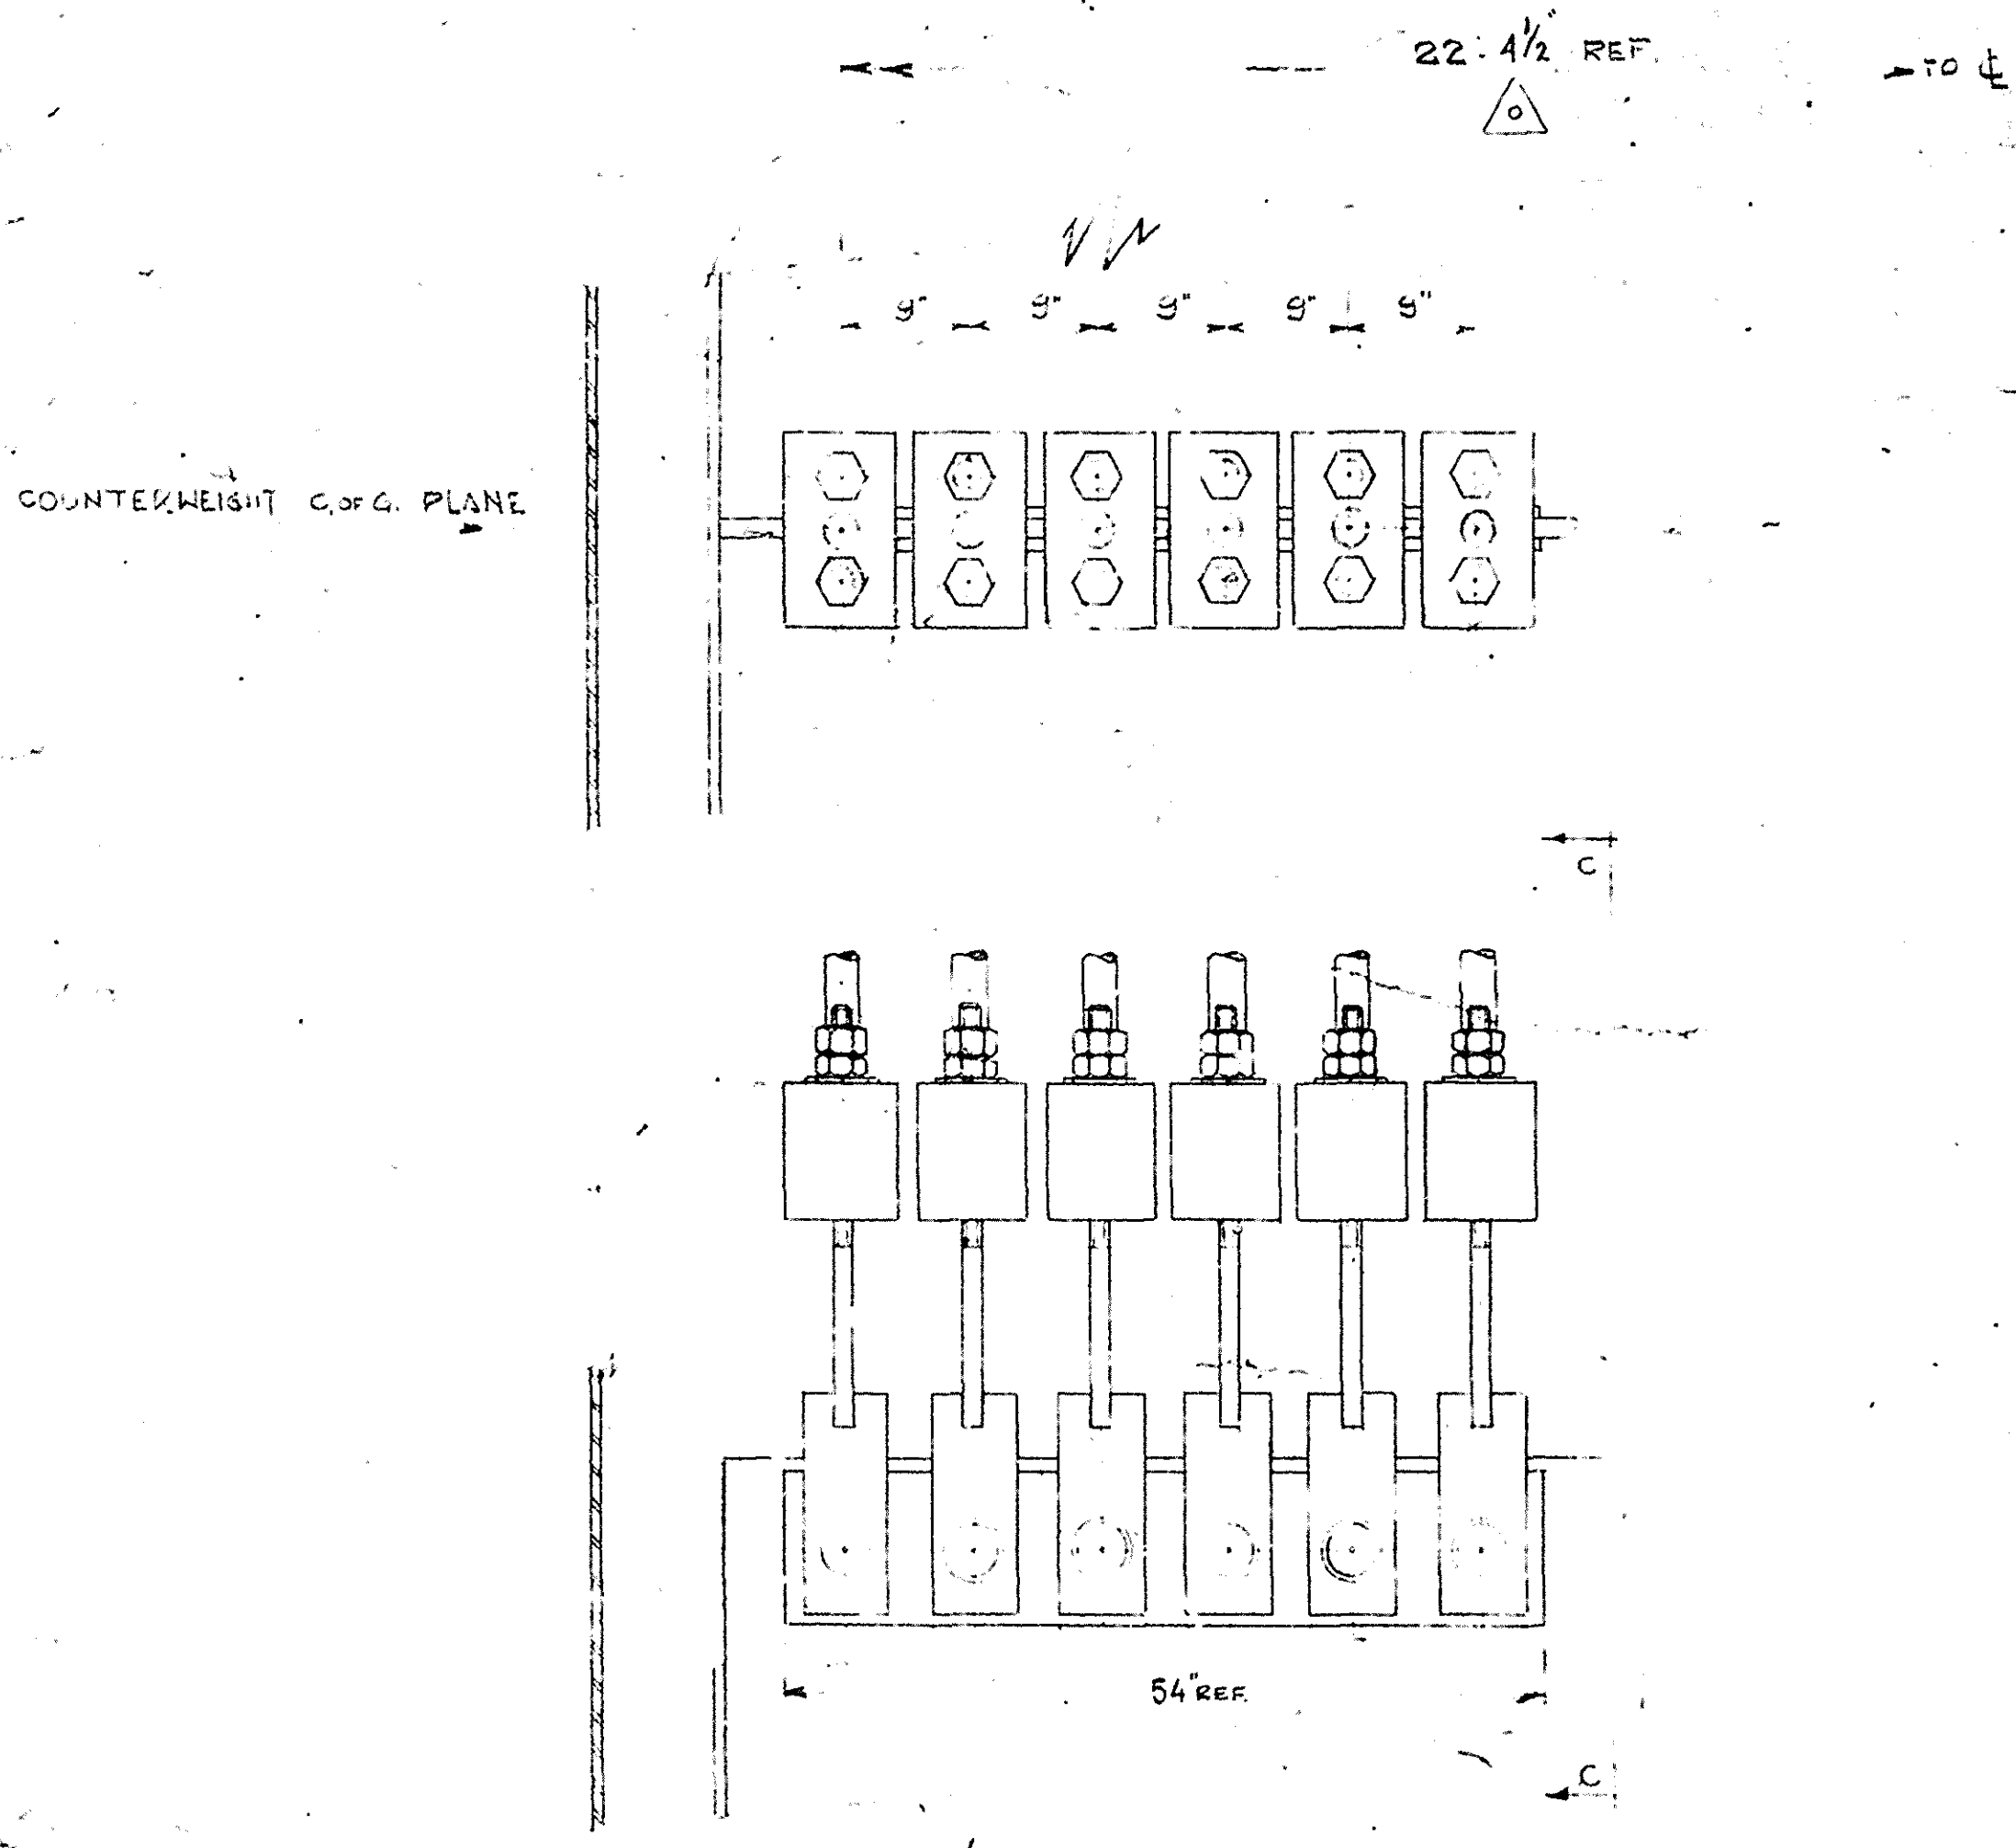 22'-4½" REF.
TO ℄
9" 9" 9" 9" 9"
COUNTERWEIGHT C. OF G. PLANE
C
54" REF.
C